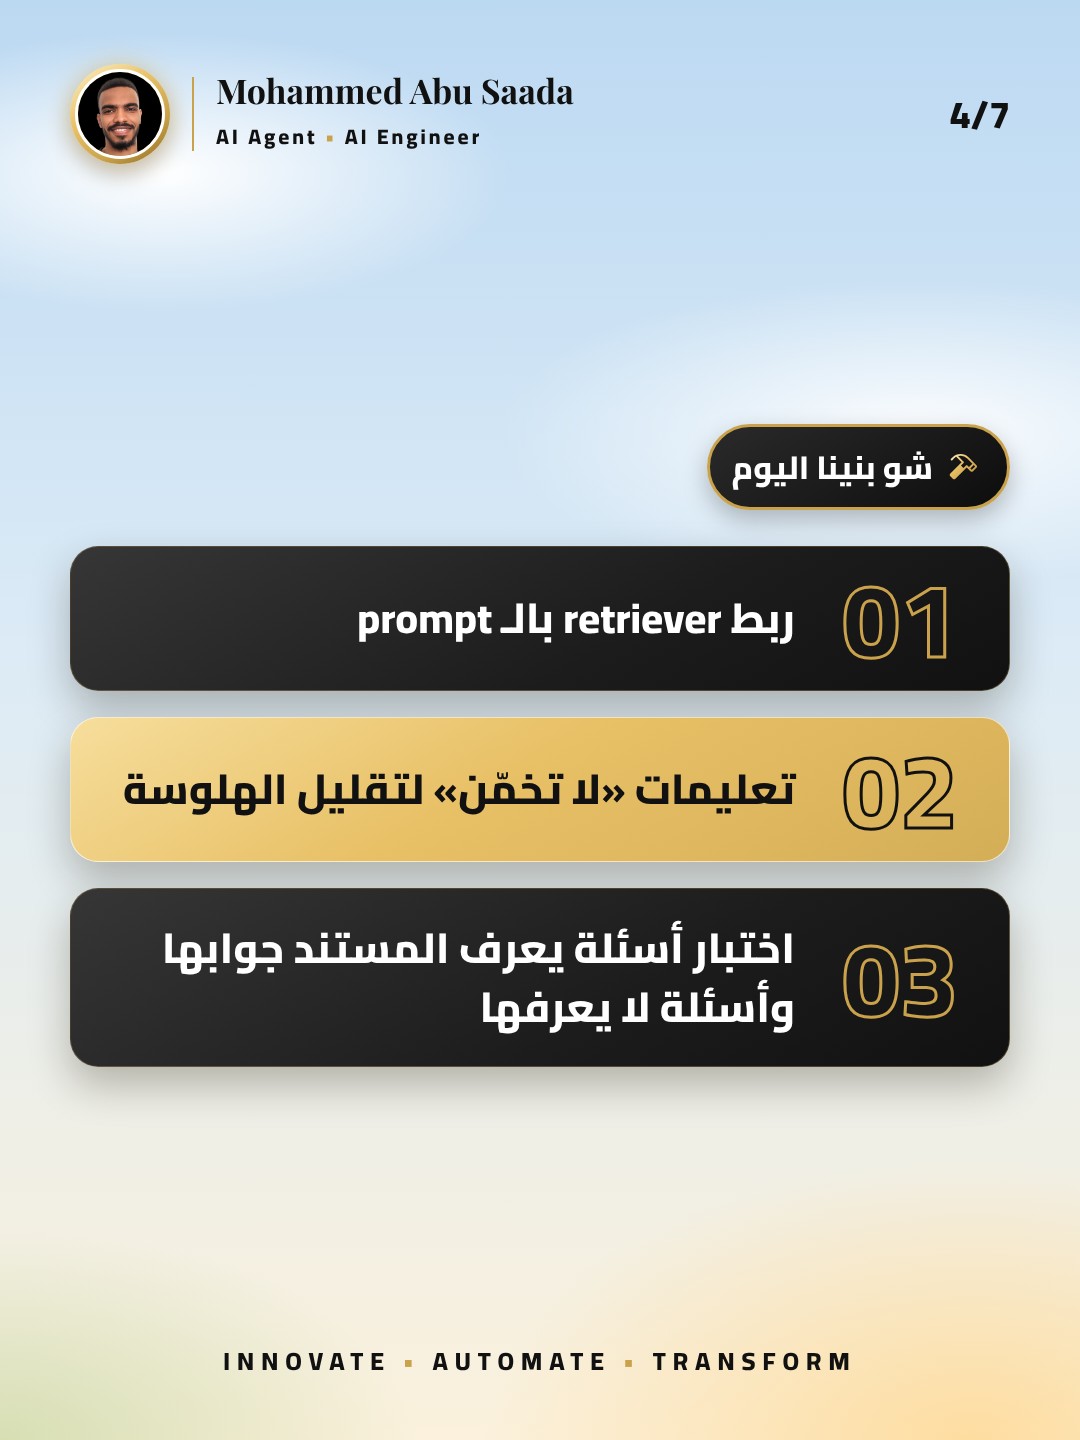 Mohammed Abu Saada
AI Agent ▪ AI Engineer
4/7
شو بنينا اليوم
01
ربط retriever بالـ prompt
02
تعليمات «لا تخمّن» لتقليل الهلوسة
03
اختبار أسئلة يعرف المستند جوابها
وأسئلة لا يعرفها
INNOVATE ▪ AUTOMATE ▪ TRANSFORM